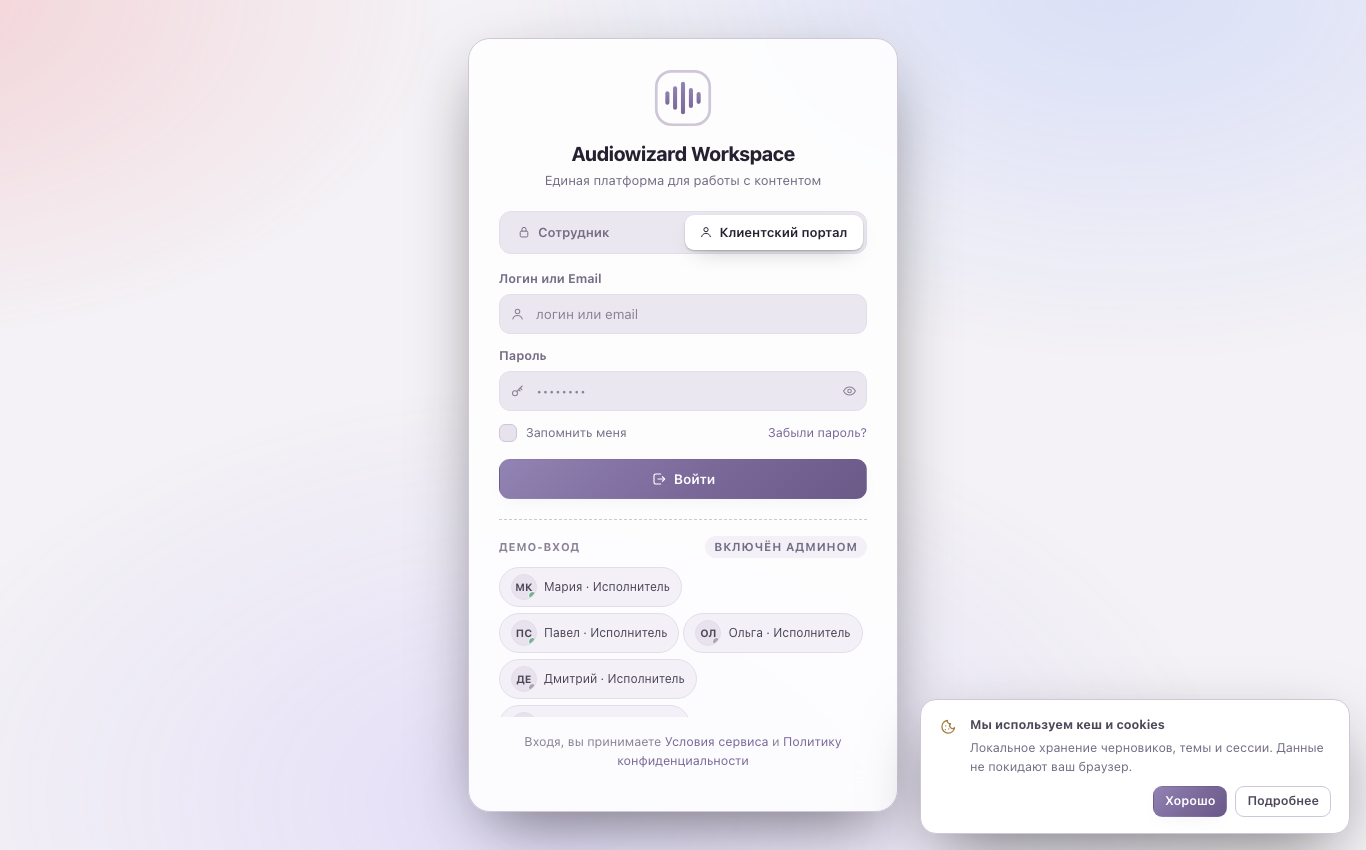 Audiowizard Workspace
Единая платформа для работы с контентом
Сотрудник
Клиентский портал
Логин или Email
логин или email
Пароль
••••••••
Запомнить меня
Забыли пароль?
Войти
ДЕМО-ВХОД
ВКЛЮЧЁН АДМИНОМ
МК Мария · Исполнитель
ПС Павел · Исполнитель
ОЛ Ольга · Исполнитель
ДЕ Дмитрий · Исполнитель
Входя, вы принимаете Условия сервиса и Политику
конфиденциальности
Мы используем кеш и cookies
Локальное хранение черновиков, темы и сессии. Данные
не покидают ваш браузер.
Хорошо
Подробнее